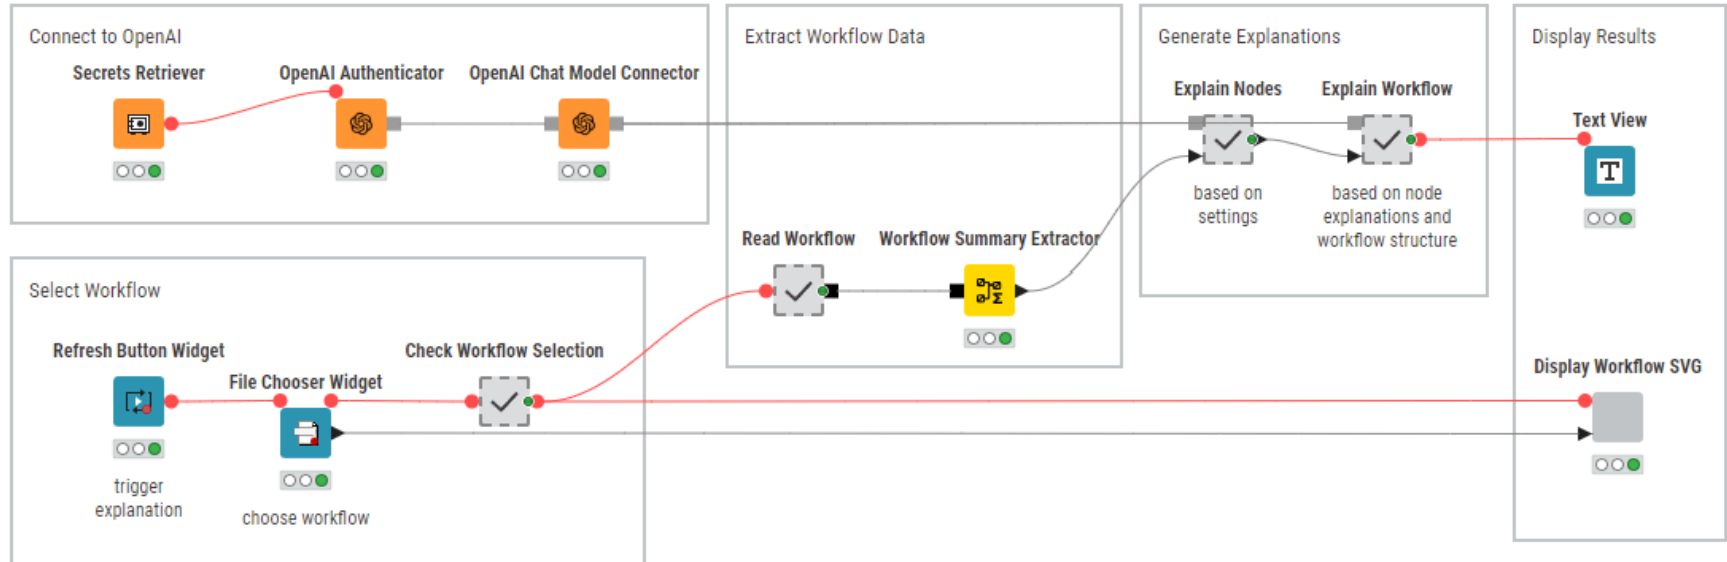 Connect to OpenAI
Secrets Retriever
OpenAI Authenticator
OpenAI Chat Model Connector
Extract Workflow Data
Read Workflow
Workflow Summary Extractor
Generate Explanations
Explain Nodes
based on
settings
Explain Workflow
based on node
explanations and
workflow structure
Display Results
Text View
T
Display Workflow SVG
Select Workflow
Refresh Button Widget
trigger
explanation
File Chooser Widget
choose workflow
Check Workflow Selection